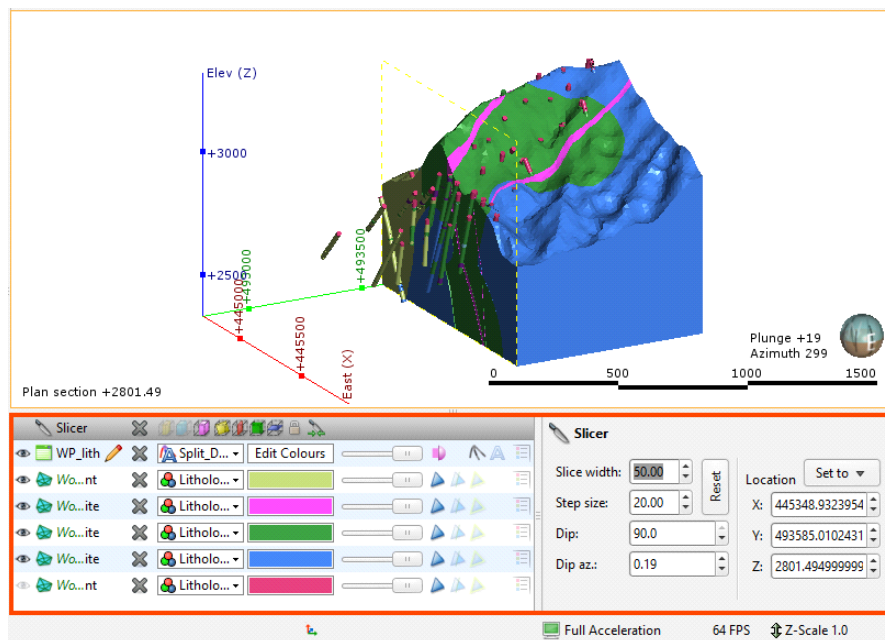 Elev (Z)
+3000
+2500
+493000
+493500
+445000
+445500
East (X)
Plunge +19
Azimuth 299
E
0 500 1000 1500
Plan section +2801.49
Slicer
WP_lith Split_D... Edit Colours
Wo...nt Litholo...
Wo...ite Litholo...
Wo...ite Litholo...
Wo...ite Litholo...
Wo...nt Litholo...
Slicer
Slice width: 50.00
Step size: 20.00
Reset
Dip: 90.0
Dip az.: 0.19
Location Set to
X: 445348.9323954
Y: 493585.0102431
Z: 2801.494999999
Full Acceleration 64 FPS Z-Scale 1.0